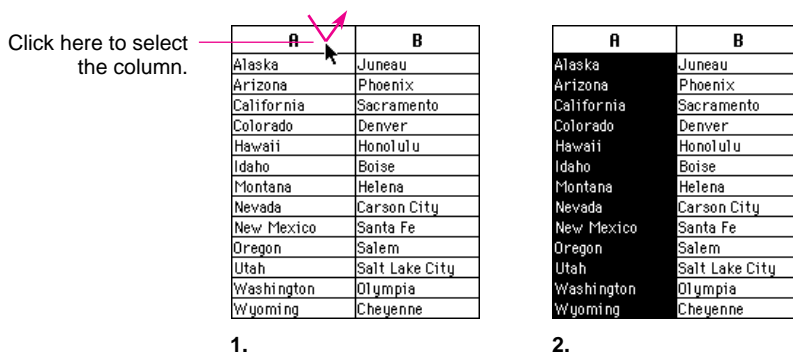 Click here to select
the column.
A B
Alaska Juneau
Arizona Phoenix
California Sacramento
Colorado Denver
Hawaii Honolulu
Idaho Boise
Montana Helena
Nevada Carson City
New Mexico Santa Fe
Oregon Salem
Utah Salt Lake City
Washington Olympia
Wyoming Cheyenne
1.
A B
Alaska Juneau
Arizona Phoenix
California Sacramento
Colorado Denver
Hawaii Honolulu
Idaho Boise
Montana Helena
Nevada Carson City
New Mexico Santa Fe
Oregon Salem
Utah Salt Lake City
Washington Olympia
Wyoming Cheyenne
2.